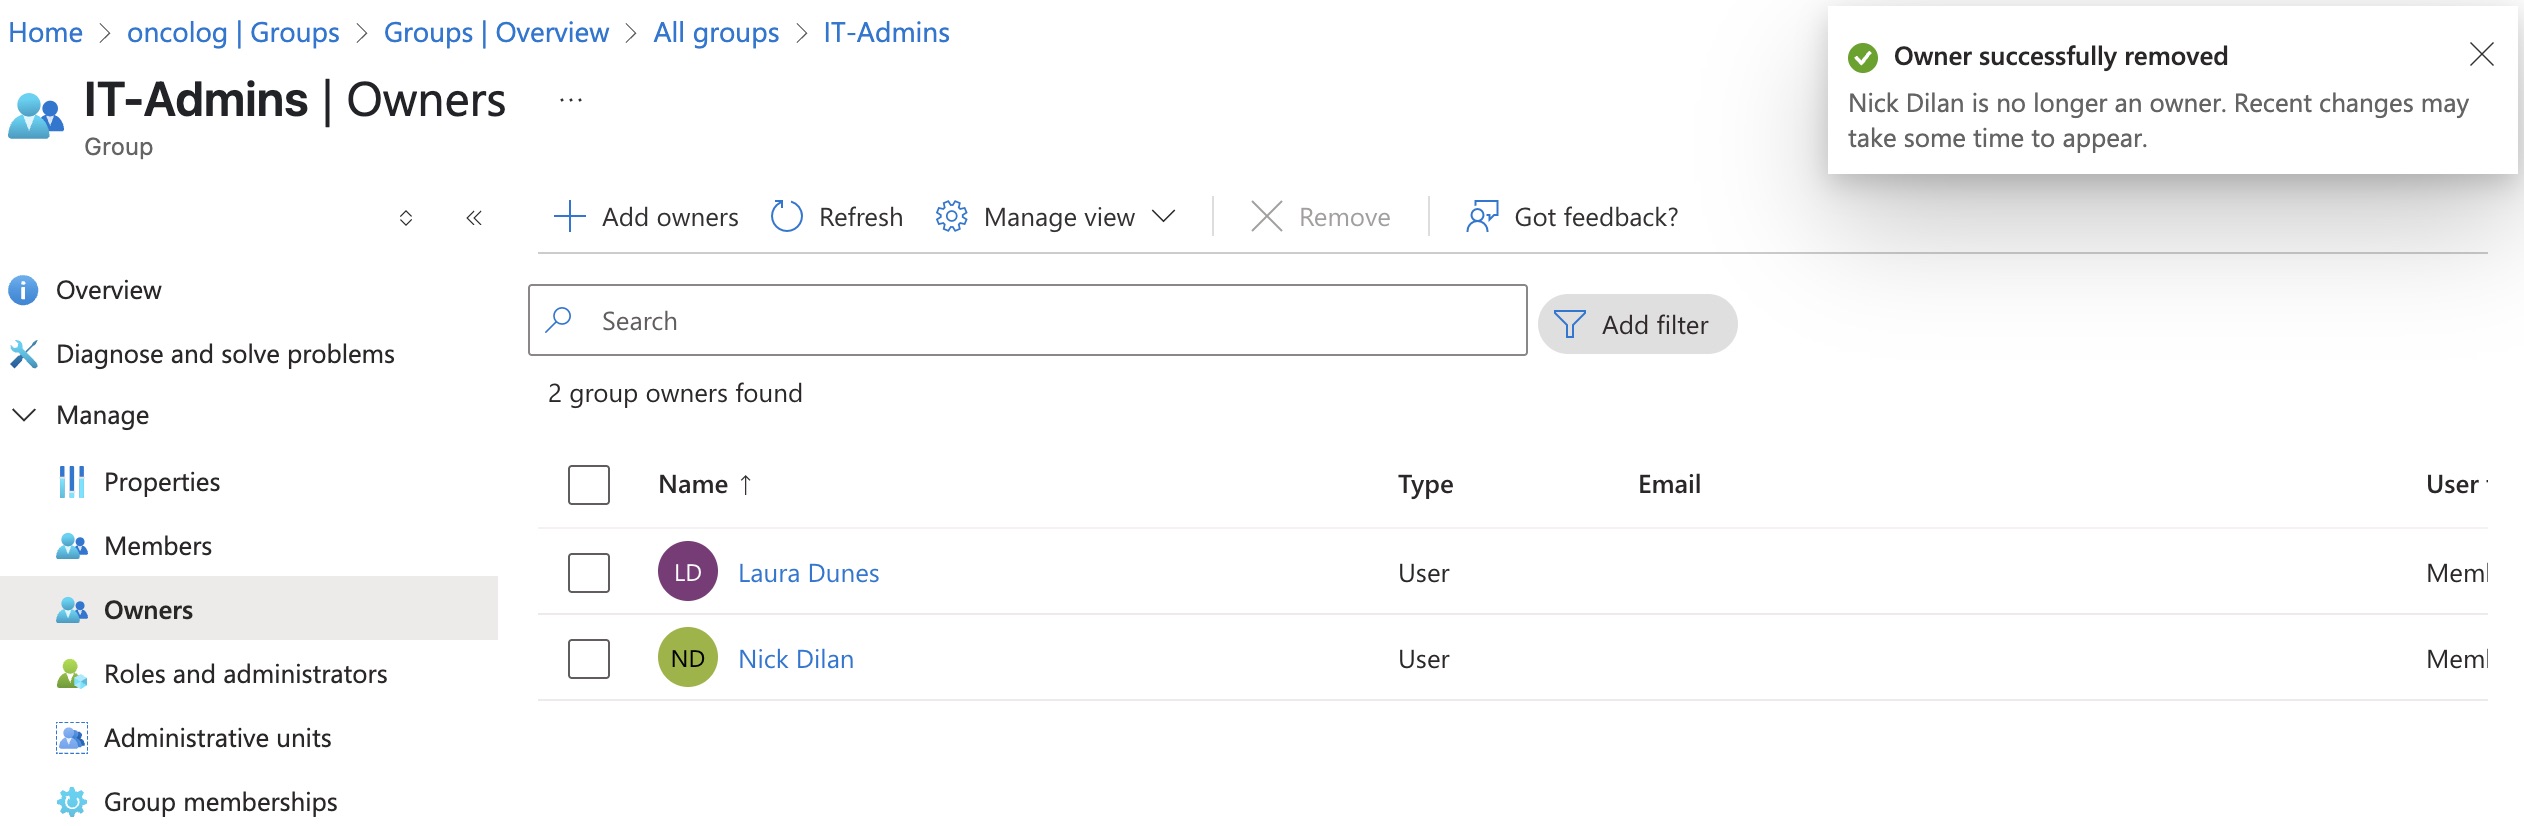 Home > oncolog | Groups > Groups | Overview > All groups > IT-Admins
IT-Admins | Owners ...
Group
Owner successfully removed
Nick Dilan is no longer an owner. Recent changes may
take some time to appear.
Add owners Refresh Manage view Remove Got feedback?
Overview
Diagnose and solve problems
Manage
Properties
Members
Owners
Roles and administrators
Administrative units
Group memberships
Search Add filter
2 group owners found
Name ↑ Type Email User
LD Laura Dunes User
ND Nick Dilan User